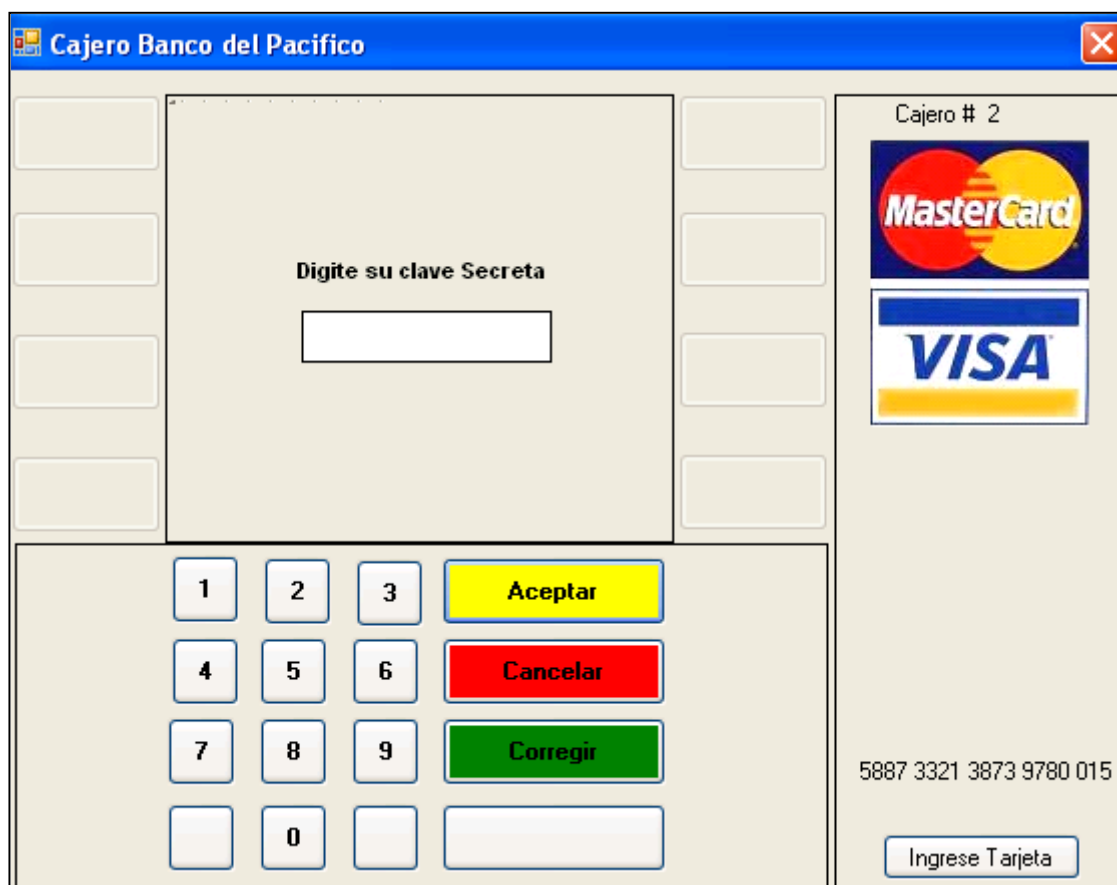 Cajero Banco del Pacifico
Cajero # 2
MasterCard
VISA
Digite su clave Secreta
1 2 3 Aceptar
4 5 6 Cancelar
7 8 9 Corregir
0
5887 3321 3873 9780 015
Ingrese Tarjeta